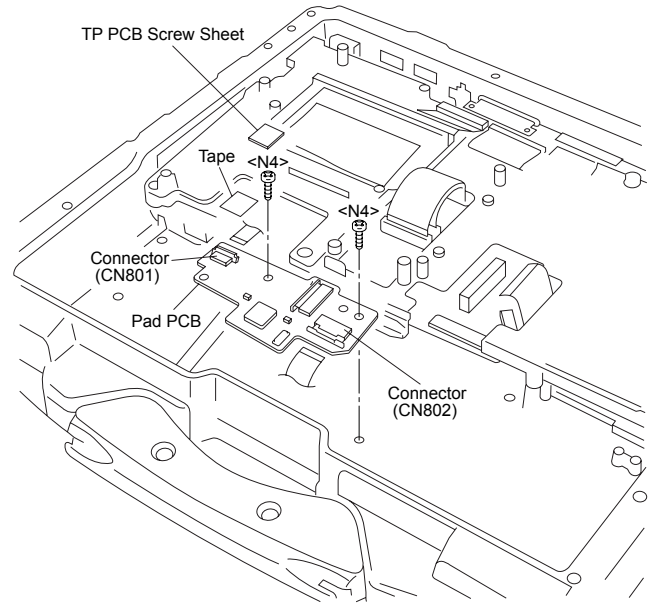 TP PCB Screw Sheet
Tape
<N4>
<N4>
Connector
(CN801)
Pad PCB
Connector
(CN802)